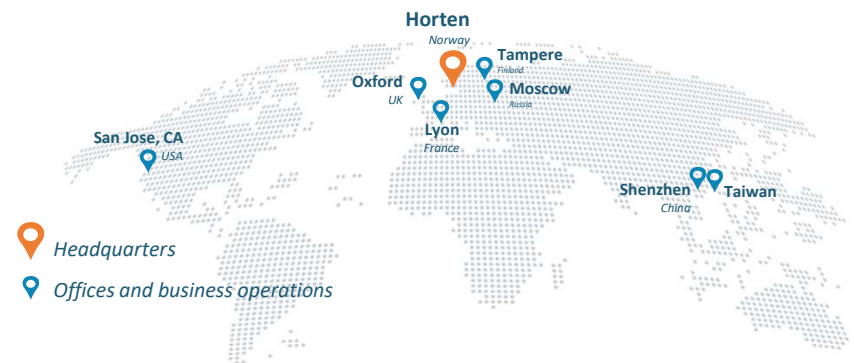 Horten
Norway
Tampere
Finland
Oxford
UK
Moscow
Russia
Lyon
France
San Jose, CA
USA
Shenzhen
China
Taiwan
Headquarters
Offices and business operations